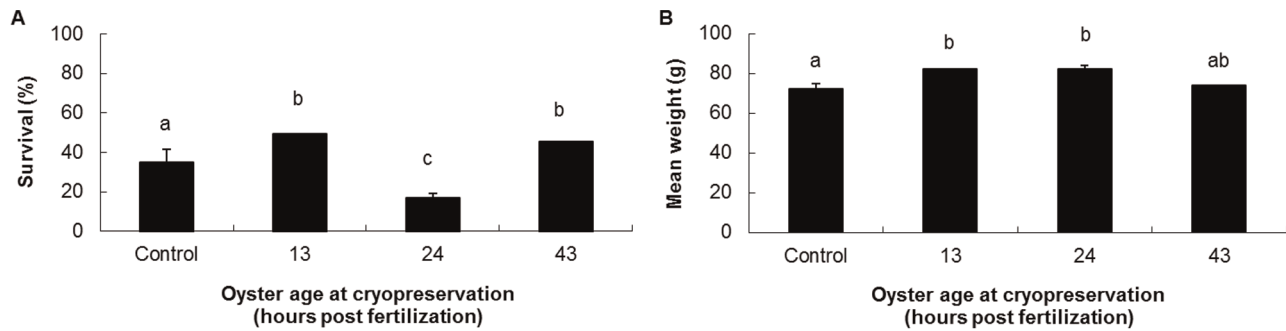 A
Survival (%)
100
80
60
40
20
0
a
b
c
b
Control
13
24
43
Oyster age at cryopreservation
(hours post fertilization)
B
Mean weight (g)
100
80
60
40
20
0
a
b
b
ab
Control
13
24
43
Oyster age at cryopreservation
(hours post fertilization)